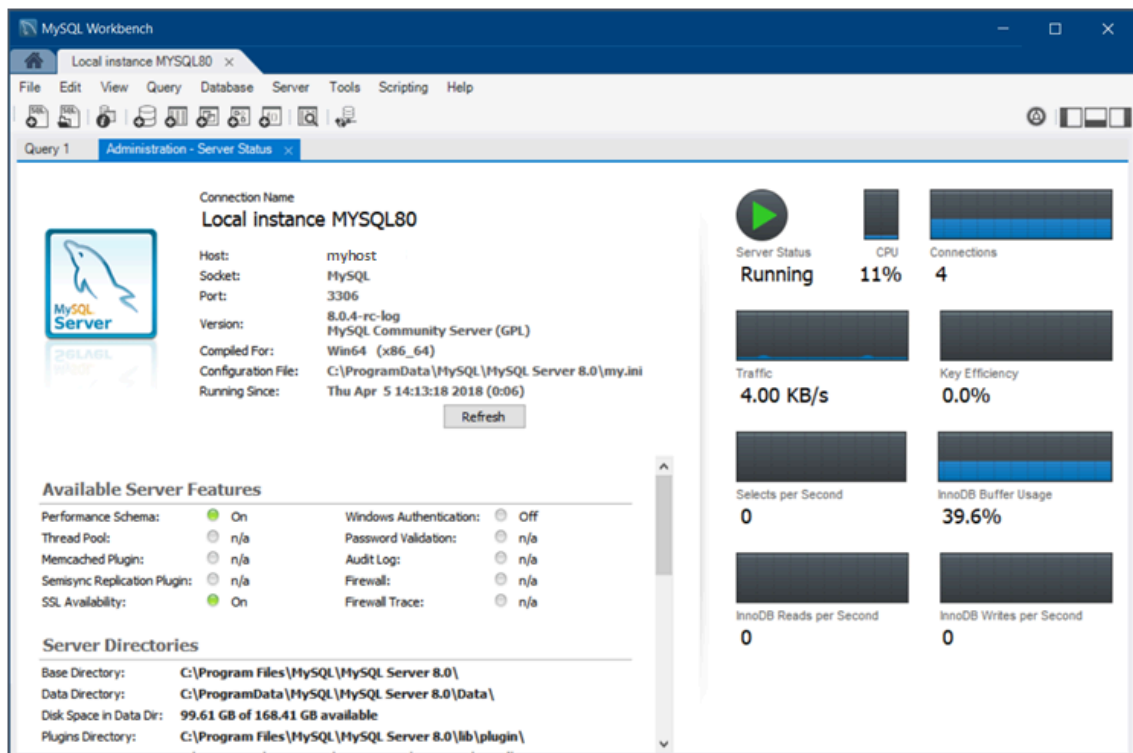 MySQL Workbench
Local instance MYSQL80
File Edit View Query Database Server Tools Scripting Help
Query 1 Administration - Server Status
Connection Name
Local instance MYSQL80
Host: myhost
Socket: MySQL
Port: 3306
Version: 8.0.4-rc-log
MySQL Community Server (GPL)
Compiled For: Win64 (x86_64)
Configuration File: C:\ProgramData\MySQL\MySQL Server 8.0\my.ini
Running Since: Thu Apr 5 14:13:18 2018 (0:06)
Refresh
MySQL
Server
Available Server Features
Performance Schema: On Windows Authentication: Off
Thread Pool: n/a Password Validation: n/a
Memcached Plugin: n/a Audit Log: n/a
Semisync Replication Plugin: n/a Firewall: n/a
SSL Availability: On Firewall Trace: n/a
Server Directories
Base Directory: C:\Program Files\MySQL\MySQL Server 8.0\
Data Directory: C:\ProgramData\MySQL\MySQL Server 8.0\Data\
Disk Space in Data Dir: 99.61 GB of 168.41 GB available
Plugins Directory: C:\Program Files\MySQL\MySQL Server 8.0\lib\plugin\
Server Status CPU Connections
Running 11% 4
Traffic Key Efficiency
4.00 KB/s 0.0%
Selects per Second InnoDB Buffer Usage
0 39.6%
InnoDB Reads per Second InnoDB Writes per Second
0 0